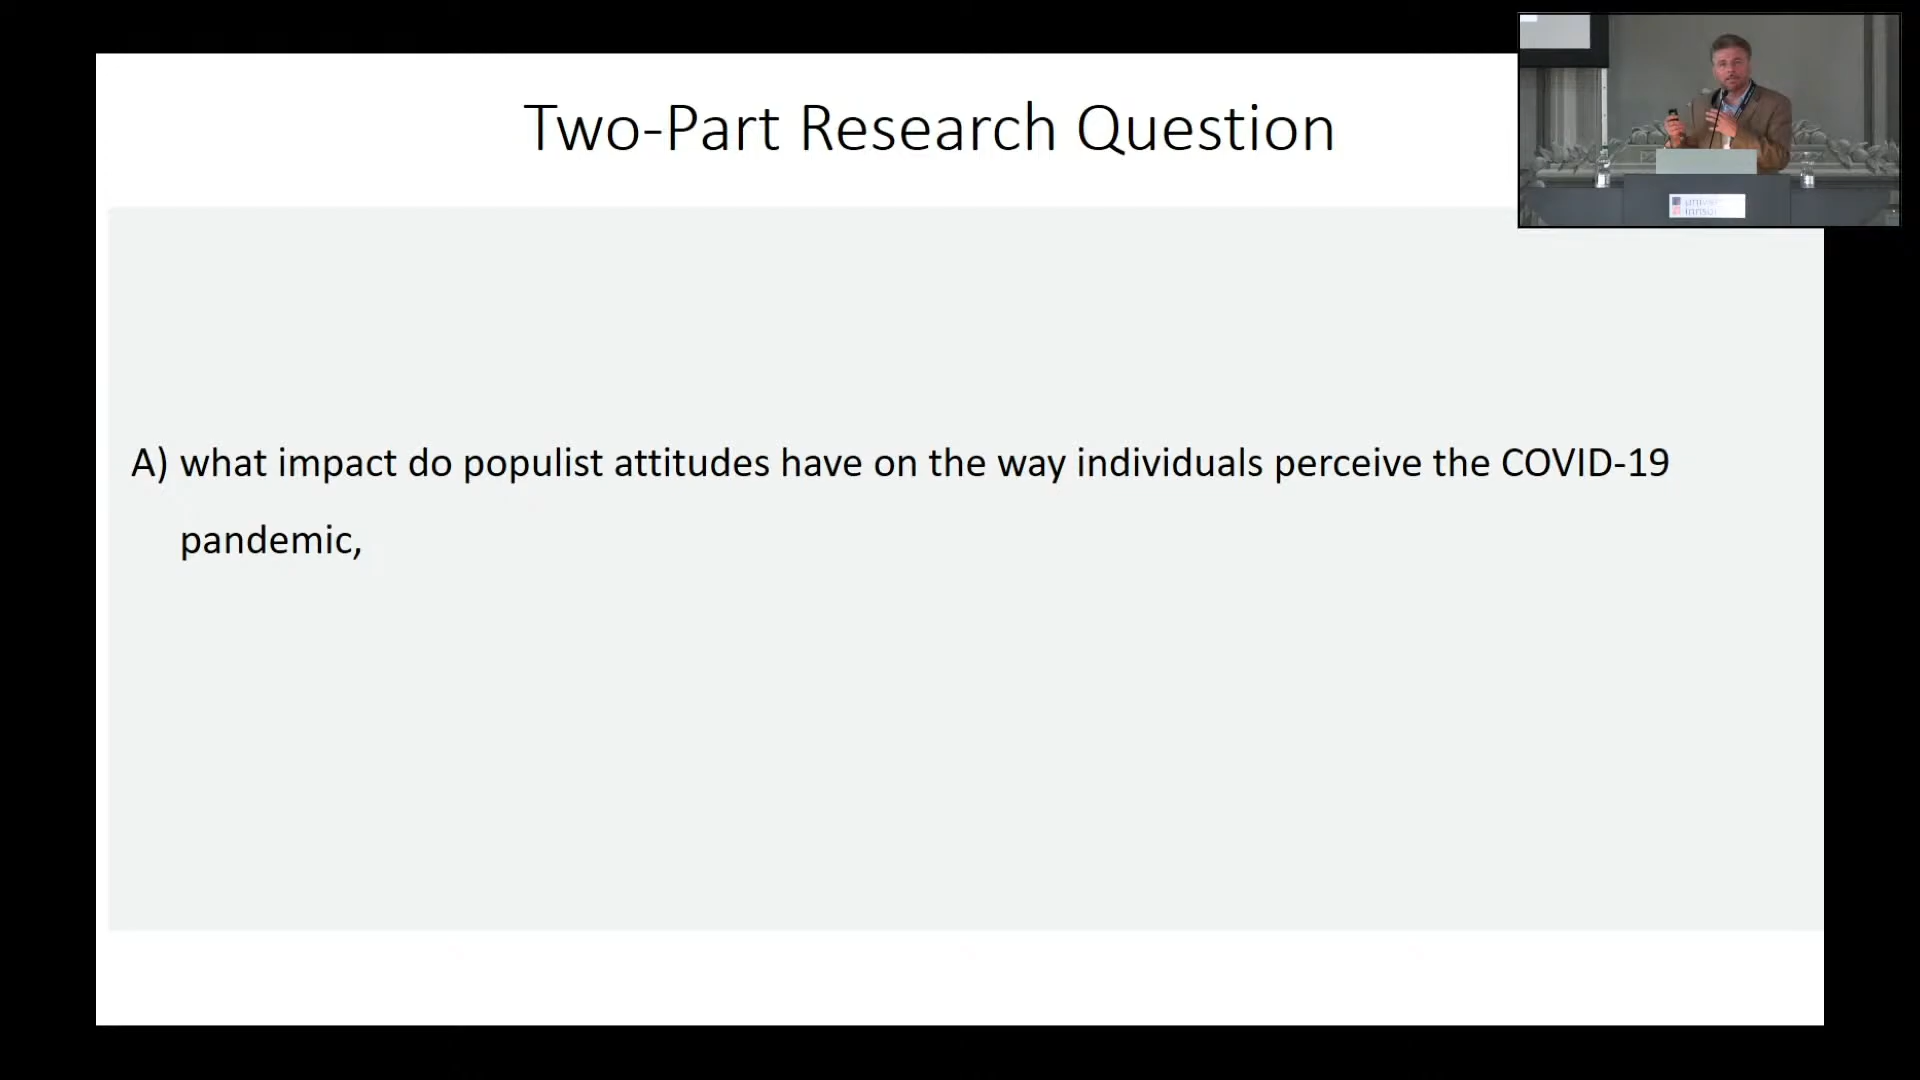 Two-Part Research Question
A) what impact do populist attitudes have on the way individuals perceive the COVID-19
pandemic,